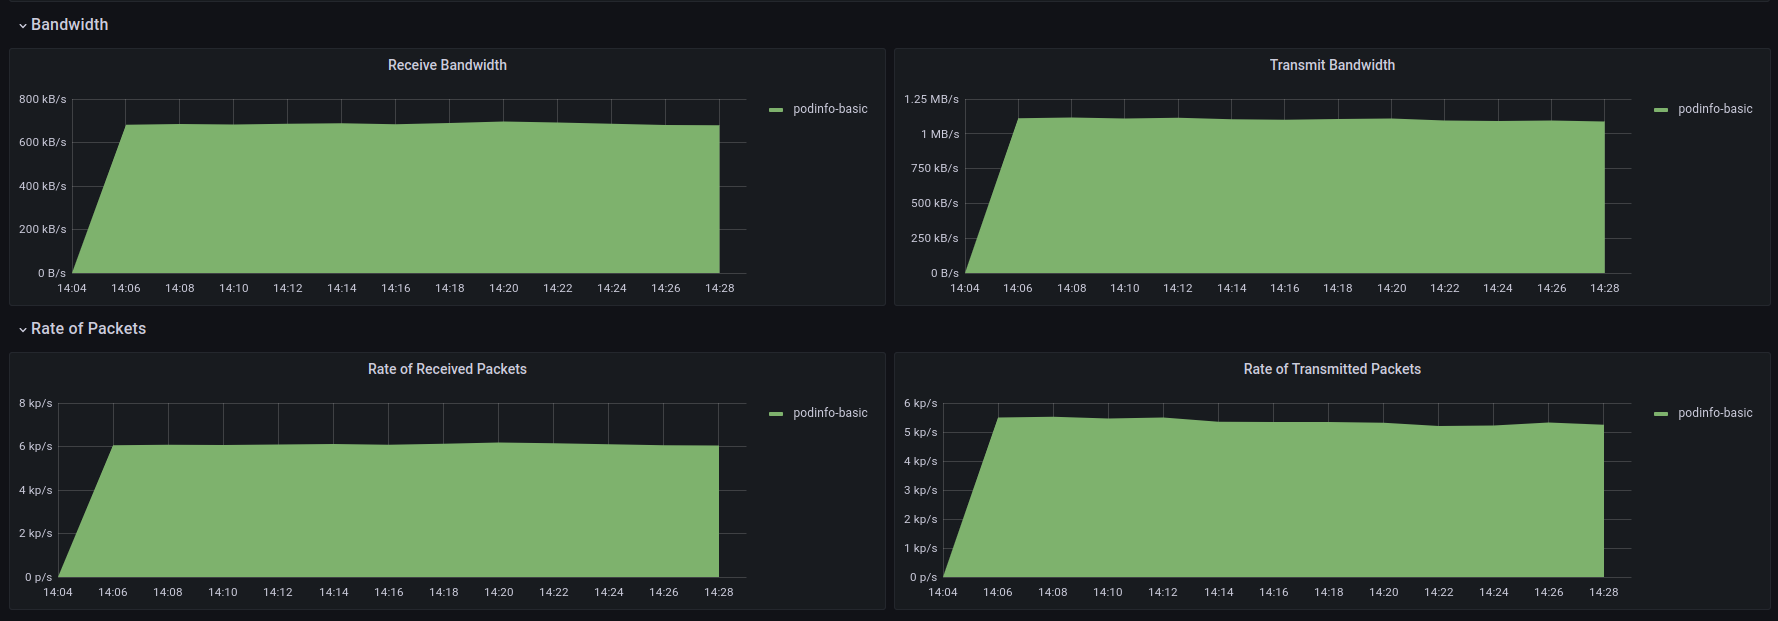 Bandwidth
Receive Bandwidth
800 kB/s
600 kB/s
400 kB/s
200 kB/s
0 B/s
14:04 14:06 14:08 14:10 14:12 14:14 14:16 14:18 14:20 14:22 14:24 14:26 14:28
podinfo-basic
Transmit Bandwidth
1.25 MB/s
1 MB/s
750 kB/s
500 kB/s
250 kB/s
0 B/s
14:04 14:06 14:08 14:10 14:12 14:14 14:16 14:18 14:20 14:22 14:24 14:26 14:28
podinfo-basic
Rate of Packets
Rate of Received Packets
8 kp/s
6 kp/s
4 kp/s
2 kp/s
0 p/s
14:04 14:06 14:08 14:10 14:12 14:14 14:16 14:18 14:20 14:22 14:24 14:26 14:28
podinfo-basic
Rate of Transmitted Packets
6 kp/s
5 kp/s
4 kp/s
3 kp/s
2 kp/s
1 kp/s
0 p/s
14:04 14:06 14:08 14:10 14:12 14:14 14:16 14:18 14:20 14:22 14:24 14:26 14:28
podinfo-basic